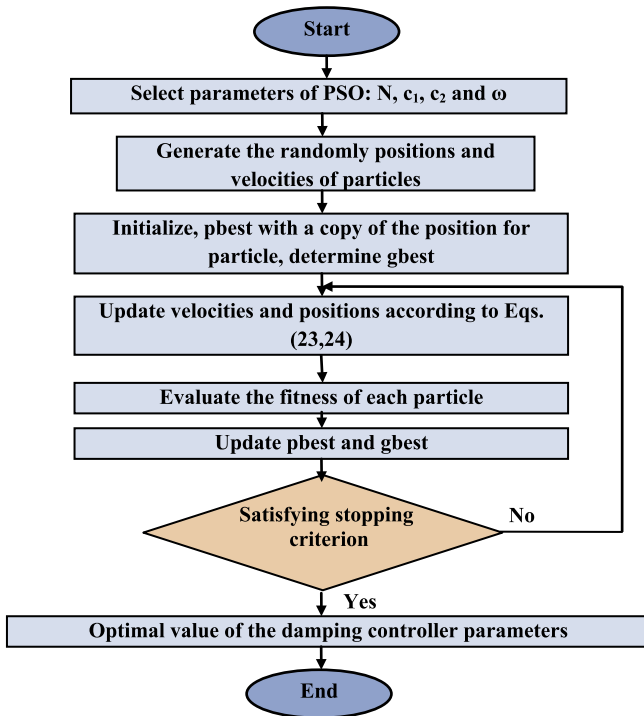 Start
Select parameters of PSO: N, c₁, c₂ and ω
Generate the randomly positions and
velocities of particles
Initialize, pbest with a copy of the position for
particle, determine gbest
Update velocities and positions according to Eqs.
(23,24)
Evaluate the fitness of each particle
Update pbest and gbest
Satisfying stopping
criterion
No
Yes
Optimal value of the damping controller parameters
End